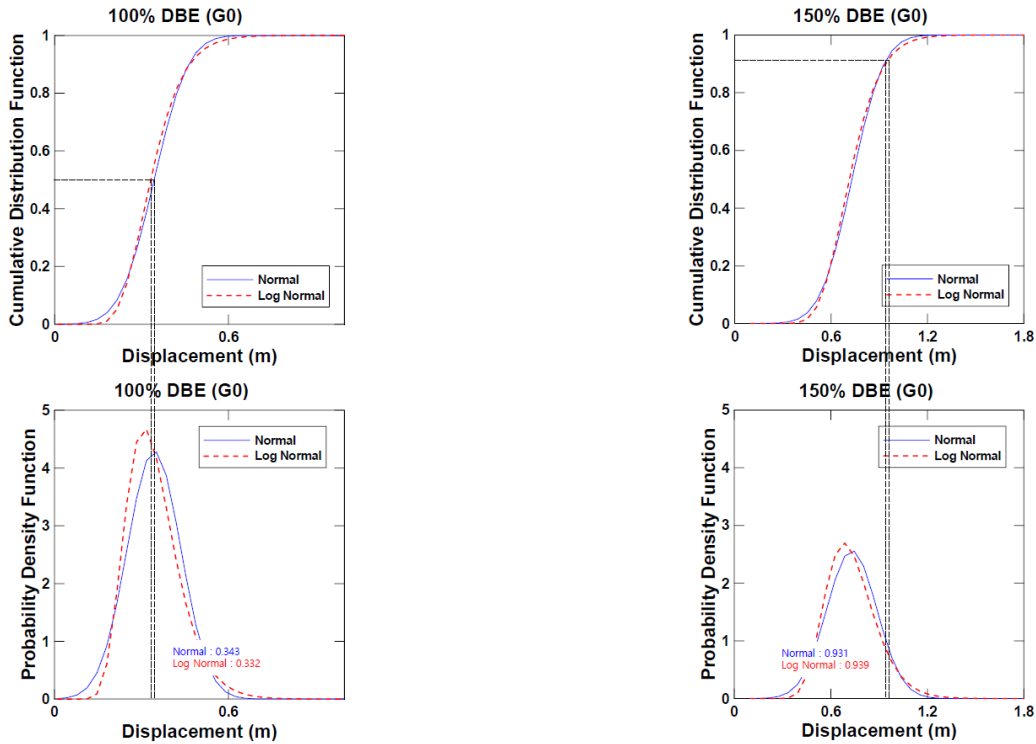 100% DBE (G0)
Cumulative Distribution Function
1
0.8
0.6
0.4
0.2
0
Normal
Log Normal
0
0.6
Displacement (m)
150% DBE (G0)
Cumulative Distribution Function
1
0.8
0.6
0.4
0.2
0
Normal
Log Normal
0
0.6
1.2
1.8
Displacement (m)
100% DBE (G0)
Probability Density Function
5
4
3
2
1
0
Normal
Log Normal
Normal : 0.343
Log Normal : 0.332
0
0.6
Displacement (m)
150% DBE (G0)
Probability Density Function
5
4
3
2
1
0
Normal
Log Normal
Normal : 0.931
Log Normal : 0.939
0
0.6
1.2
1.8
Displacement (m)